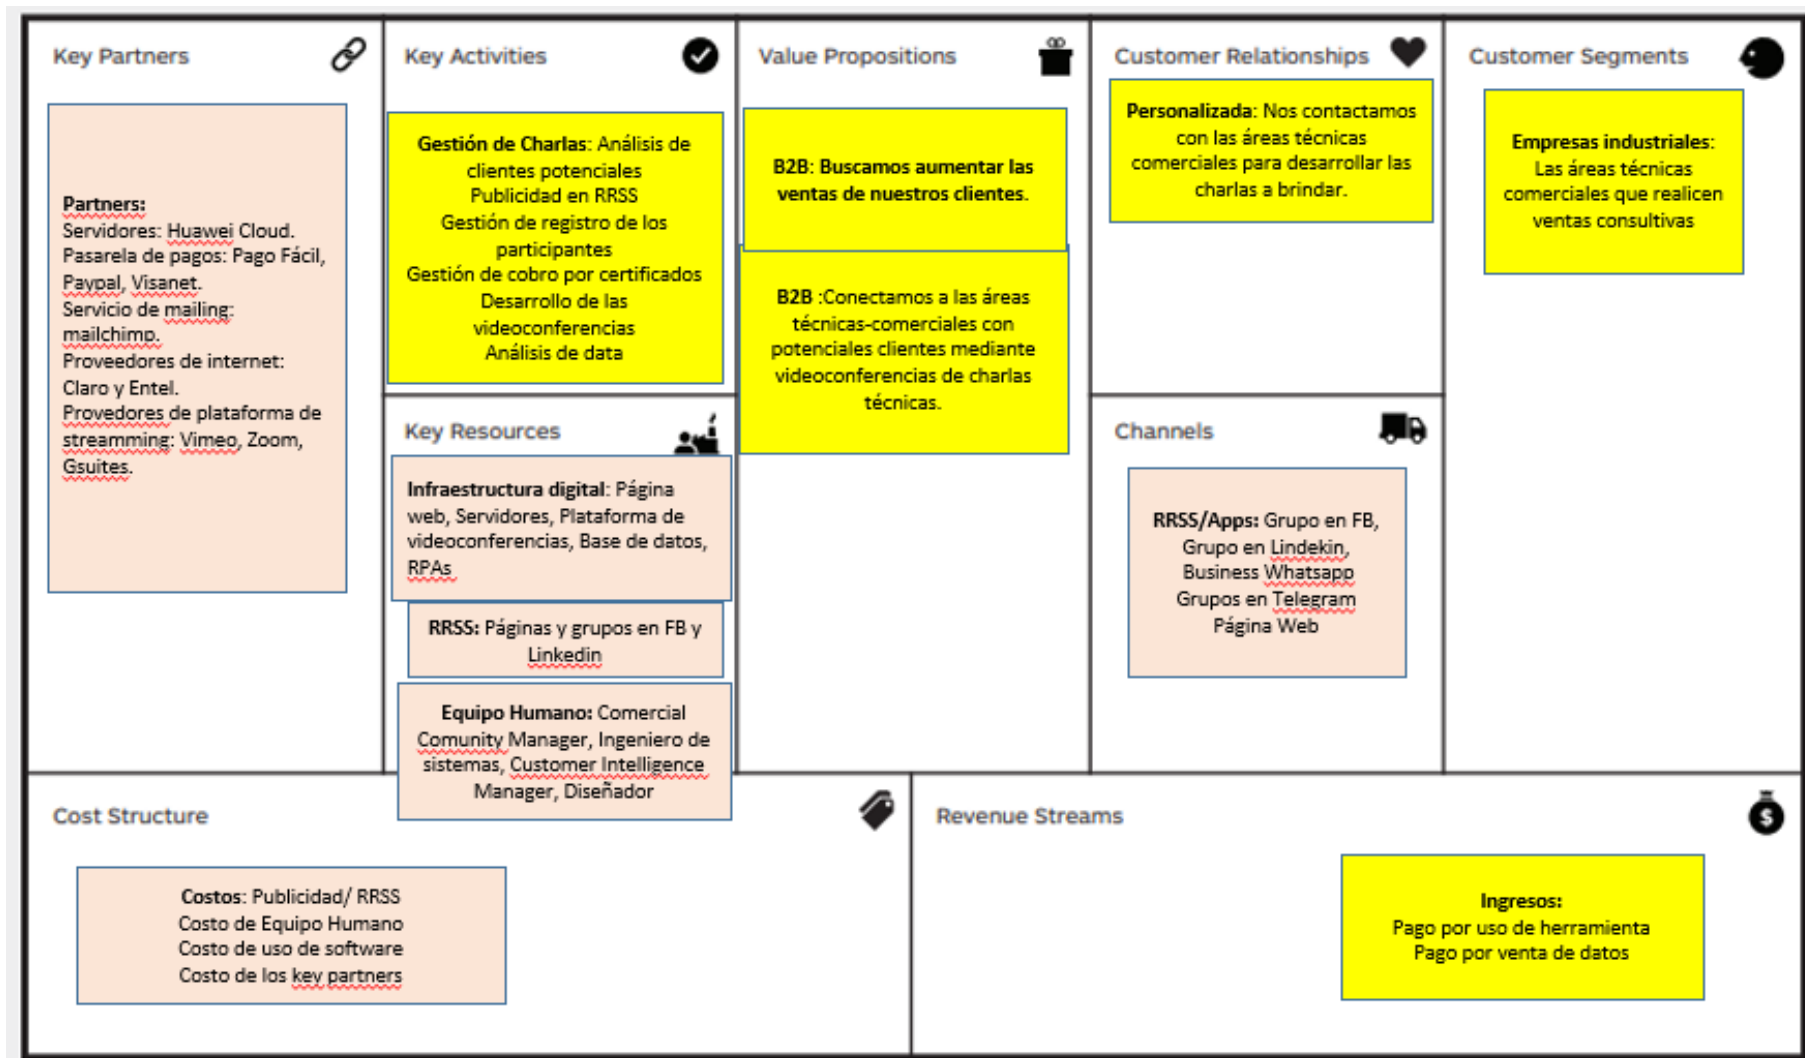 Key Partners
Partners:
Servidores: Huawei Cloud.
Pasarela de pagos: Pago Fácil,
Paypal, Visanet.
Servicio de mailing:
mailchimp.
Proveedores de internet:
Claro y Entel.
Provedores de plataforma de
streamming: Vimeo, Zoom,
Gsuites.
Key Activities
Gestión de Charlas: Análisis de
clientes potenciales
Publicidad en RRSS
Gestión de registro de los
participantes
Gestión de cobro por certificados
Desarrollo de las
videoconferencias
Análisis de data
Key Resources
Infraestructura digital: Página
web, Servidores, Plataforma de
videoconferencias, Base de datos,
RPAs
RRSS: Páginas y grupos en FB y
Linkedin
Equipo Humano: Comercial
Comunity Manager, Ingeniero de
sistemas, Customer Intelligence
Manager, Diseñador
Value Propositions
B2B: Buscamos aumentar las
ventas de nuestros clientes.
B2B :Conectamos a las áreas
técnicas-comerciales con
potenciales clientes mediante
videoconferencias de charlas
técnicas.
Customer Relationships
Personalizada: Nos contactamos
con las áreas técnicas
comerciales para desarrollar las
charlas a brindar.
Channels
RRSS/Apps: Grupo en FB,
Grupo en Lindekin,
Business Whatsapp
Grupos en Telegram
Página Web
Customer Segments
Empresas industriales:
Las áreas técnicas
comerciales que realicen
ventas consultivas
Cost Structure
Costos: Publicidad/ RRSS
Costo de Equipo Humano
Costo de uso de software
Costo de los key partners
Revenue Streams
$
Ingresos:
Pago por uso de herramienta
Pago por venta de datos